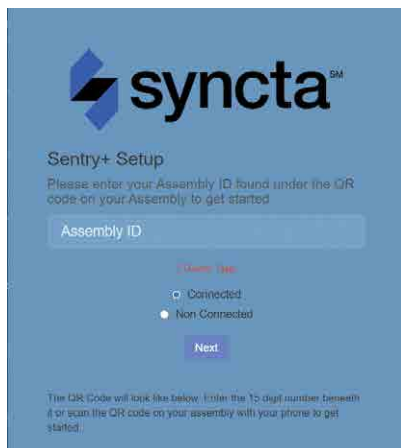 syncta SM
Sentry+ Setup
Please enter your Assembly ID found under the QR
code on your Assembly to get started
Assembly ID
Connected
Non Connected
Next
The QR Code will look like below. Enter the 15 digit number beneath
it or scan the QR code on your assembly with your phone to get
started.